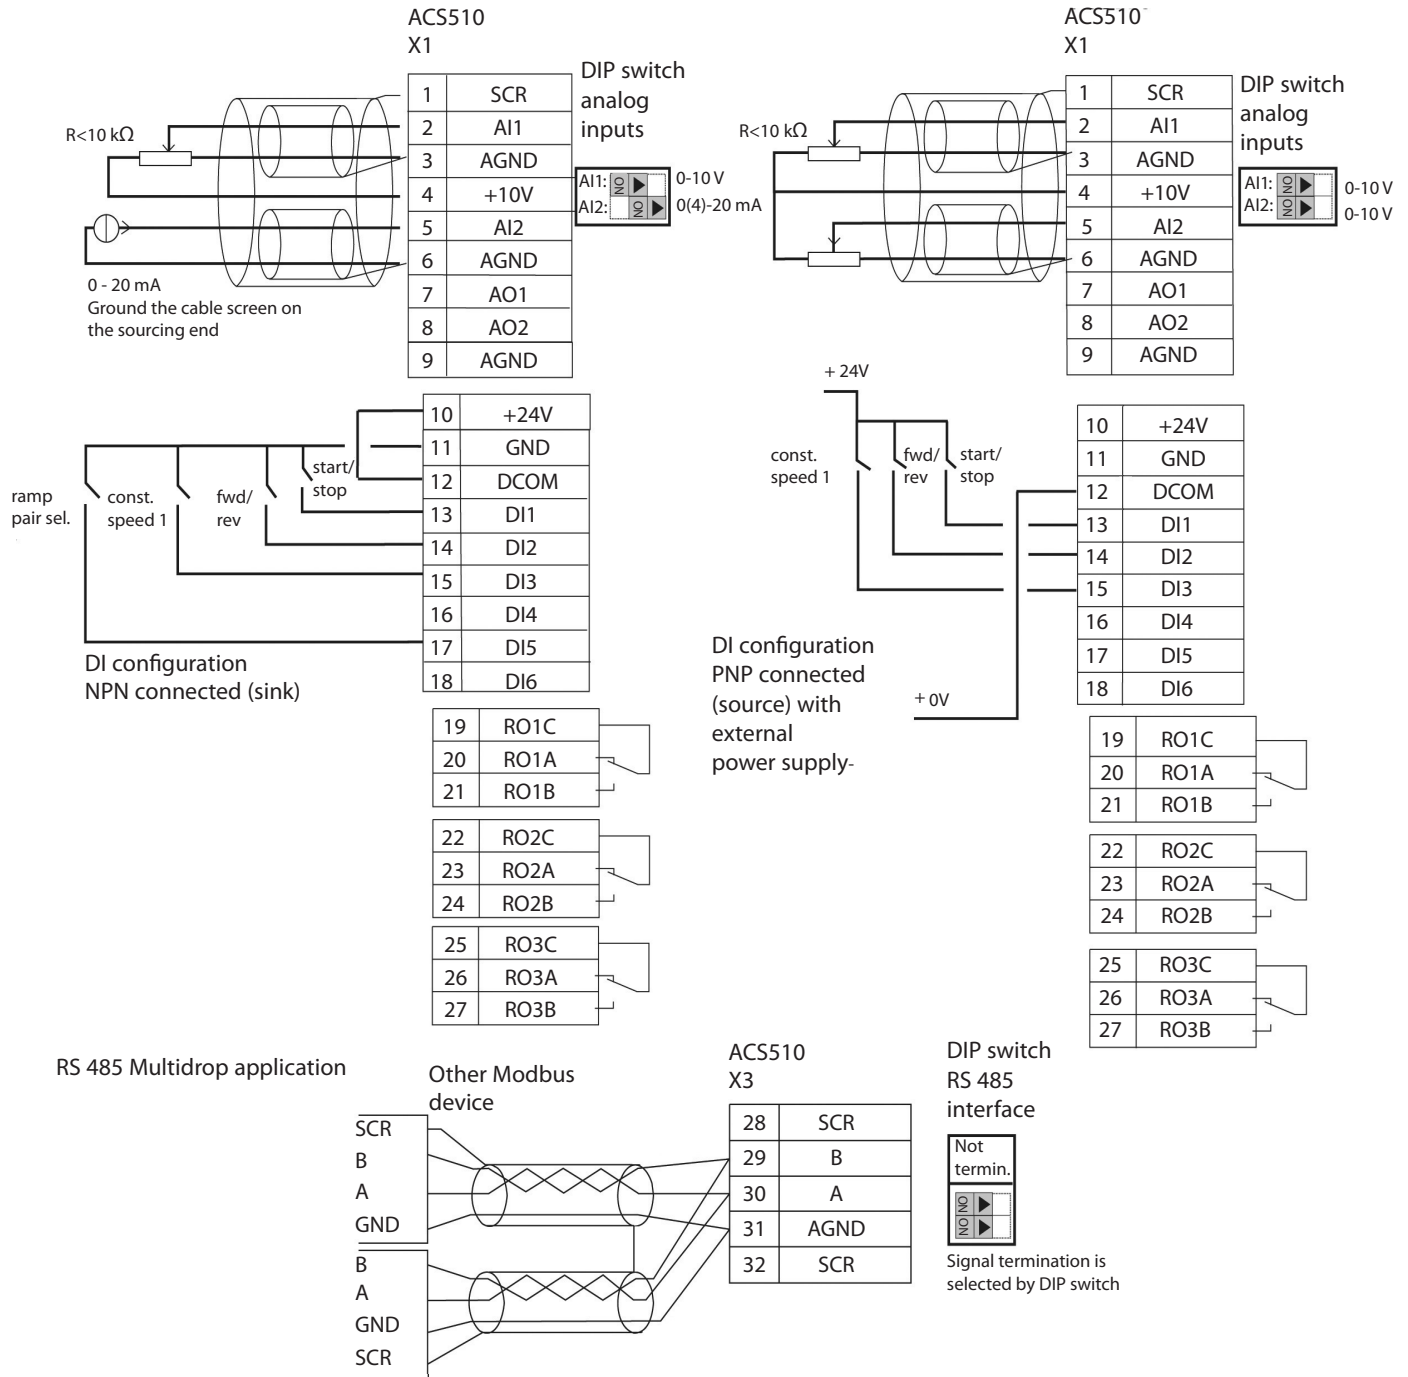 ACS510
X1
DIP switch
analog
inputs
R<10 kΩ
1 SCR
2 AI1
3 AGND
4 +10V
5 AI2
6 AGND
7 AO1
8 AO2
9 AGND
AI1: ON 0-10 V
AI2: ON 0(4)-20 mA
0 - 20 mA
Ground the cable screen on
the sourcing end
10 +24V
11 GND
12 DCOM
13 DI1
14 DI2
15 DI3
16 DI4
17 DI5
18 DI6
ramp
pair sel.
const.
speed 1
fwd/
rev
start/
stop
DI configuration
NPN connected (sink)
19 RO1C
20 RO1A
21 RO1B
22 RO2C
23 RO2A
24 RO2B
25 RO3C
26 RO3A
27 RO3B
ACS510
X1
DIP switch
analog
inputs
R<10 kΩ
1 SCR
2 AI1
3 AGND
4 +10V
5 AI2
6 AGND
7 AO1
8 AO2
9 AGND
AI1: ON 0-10 V
AI2: ON 0-10 V
+ 24V
const.
speed 1
fwd/
rev
start/
stop
10 +24V
11 GND
12 DCOM
13 DI1
14 DI2
15 DI3
16 DI4
17 DI5
18 DI6
DI configuration
PNP connected
(source) with
external
power supply-
+ 0V
19 RO1C
20 RO1A
21 RO1B
22 RO2C
23 RO2A
24 RO2B
25 RO3C
26 RO3A
27 RO3B
RS 485 Multidrop application
Other Modbus
device
SCR
B
A
GND
B
A
GND
SCR
ACS510
X3
28 SCR
29 B
30 A
31 AGND
32 SCR
DIP switch
RS 485
interface
Not
termin.
ON
ON
Signal termination is
selected by DIP switch